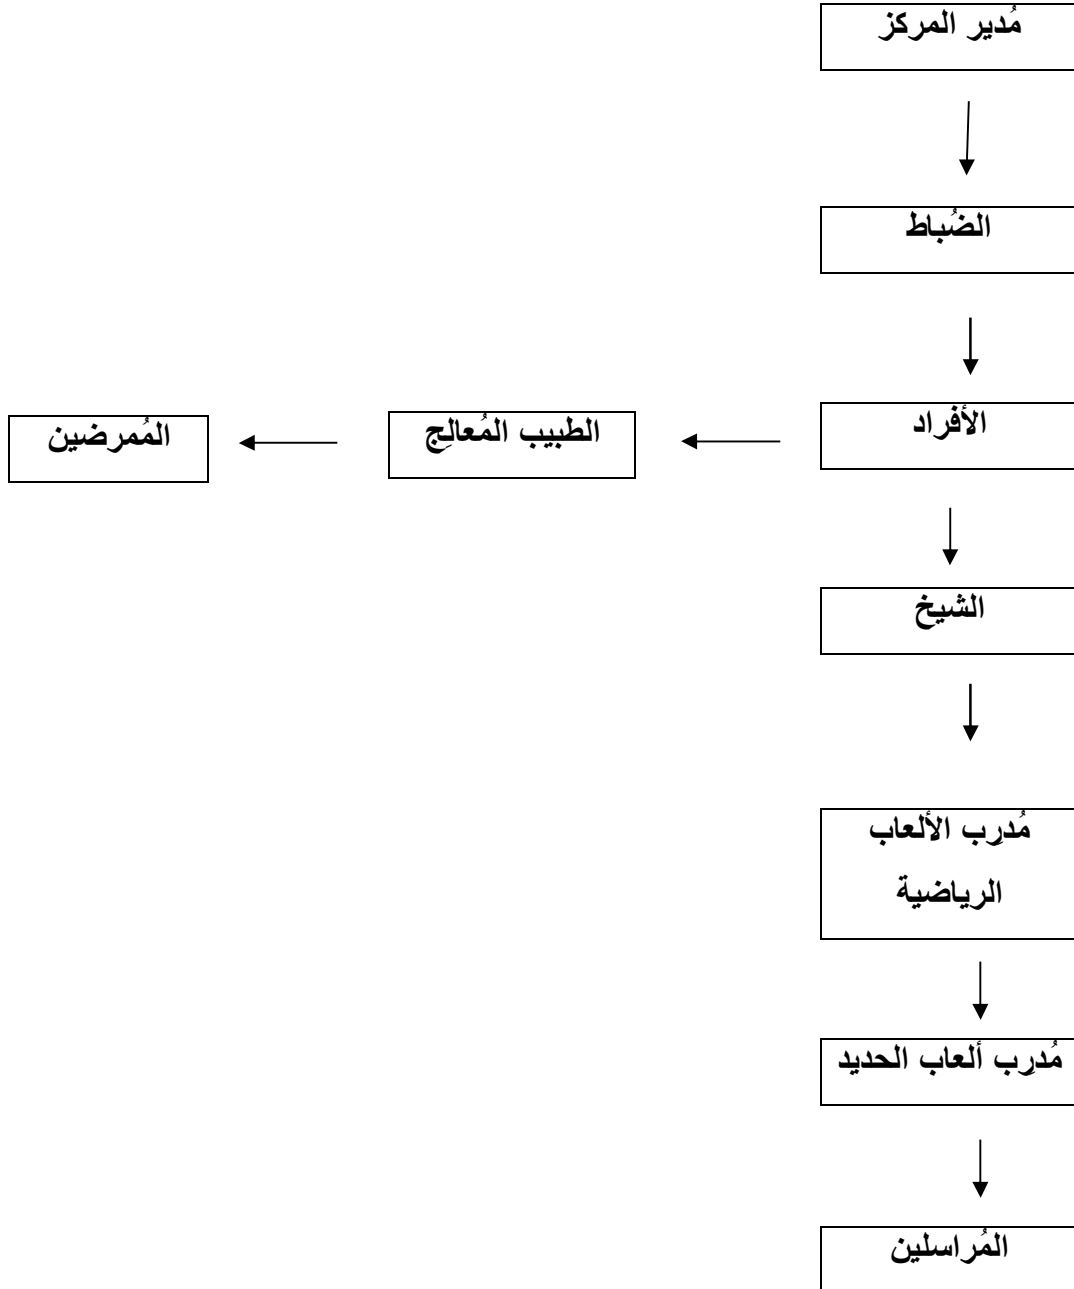 مُدير المركز
الضُباط
الأفراد
الطبيب المُعالِج
المُمرضين
الشيخ
مُدرِب الألعاب
الرياضية
مُدرِب ألعاب الحديد
المُراسلين